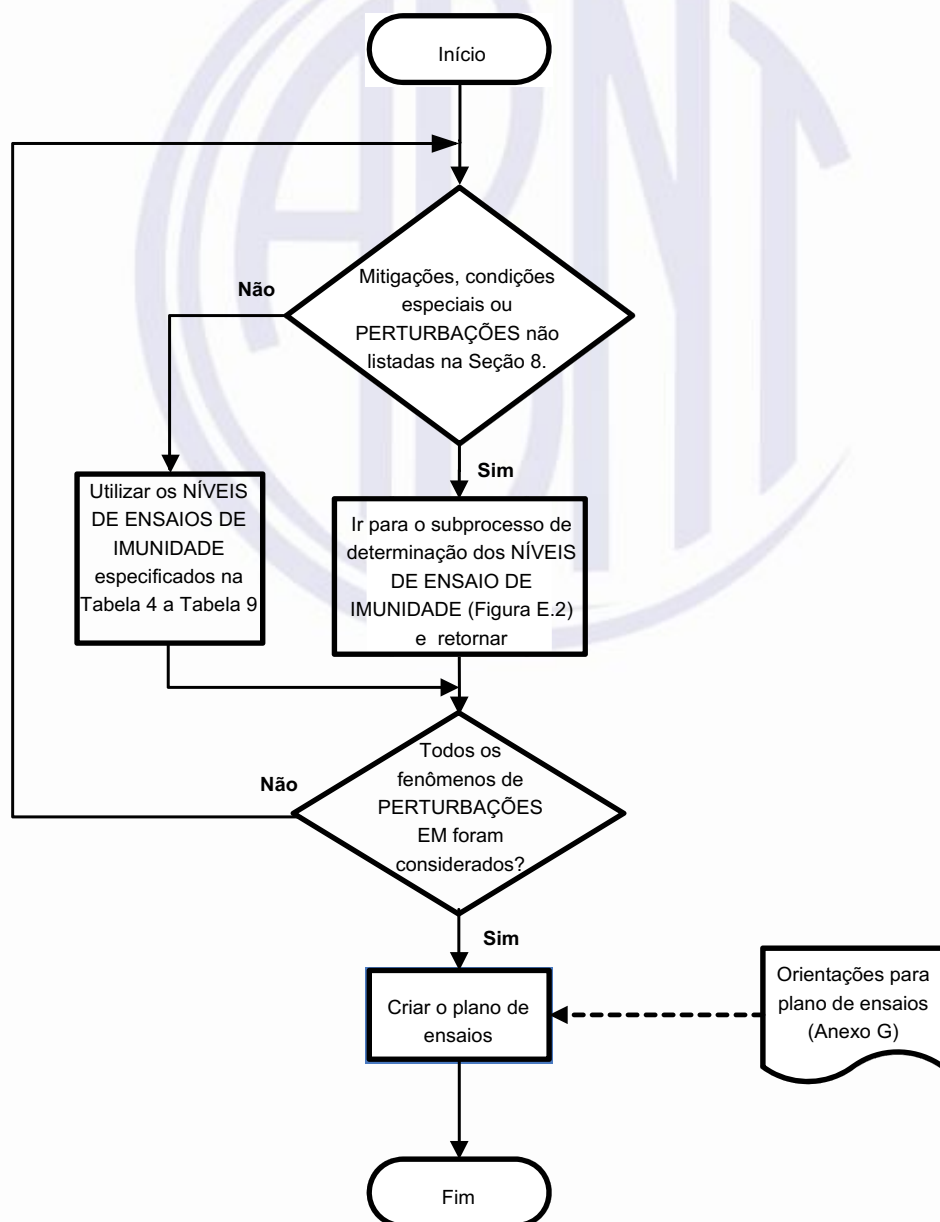 Início
Mitigações, condições
especiais ou
PERTURBAÇÕES não
listadas na Seção 8.
Não
Sim
Utilizar os NÍVEIS
DE ENSAIOS DE
IMUNIDADE
especificados na
Tabela 4 a Tabela 9
Ir para o subprocesso de
determinação dos NÍVEIS
DE ENSAIO DE
IMUNIDADE (Figura E.2)
e retornar
Todos os
fenômenos de
PERTURBAÇÕES
EM foram
considerados?
Não
Sim
Criar o plano de
ensaios
Orientações para
plano de ensaios
(Anexo G)
Fim
ABNT